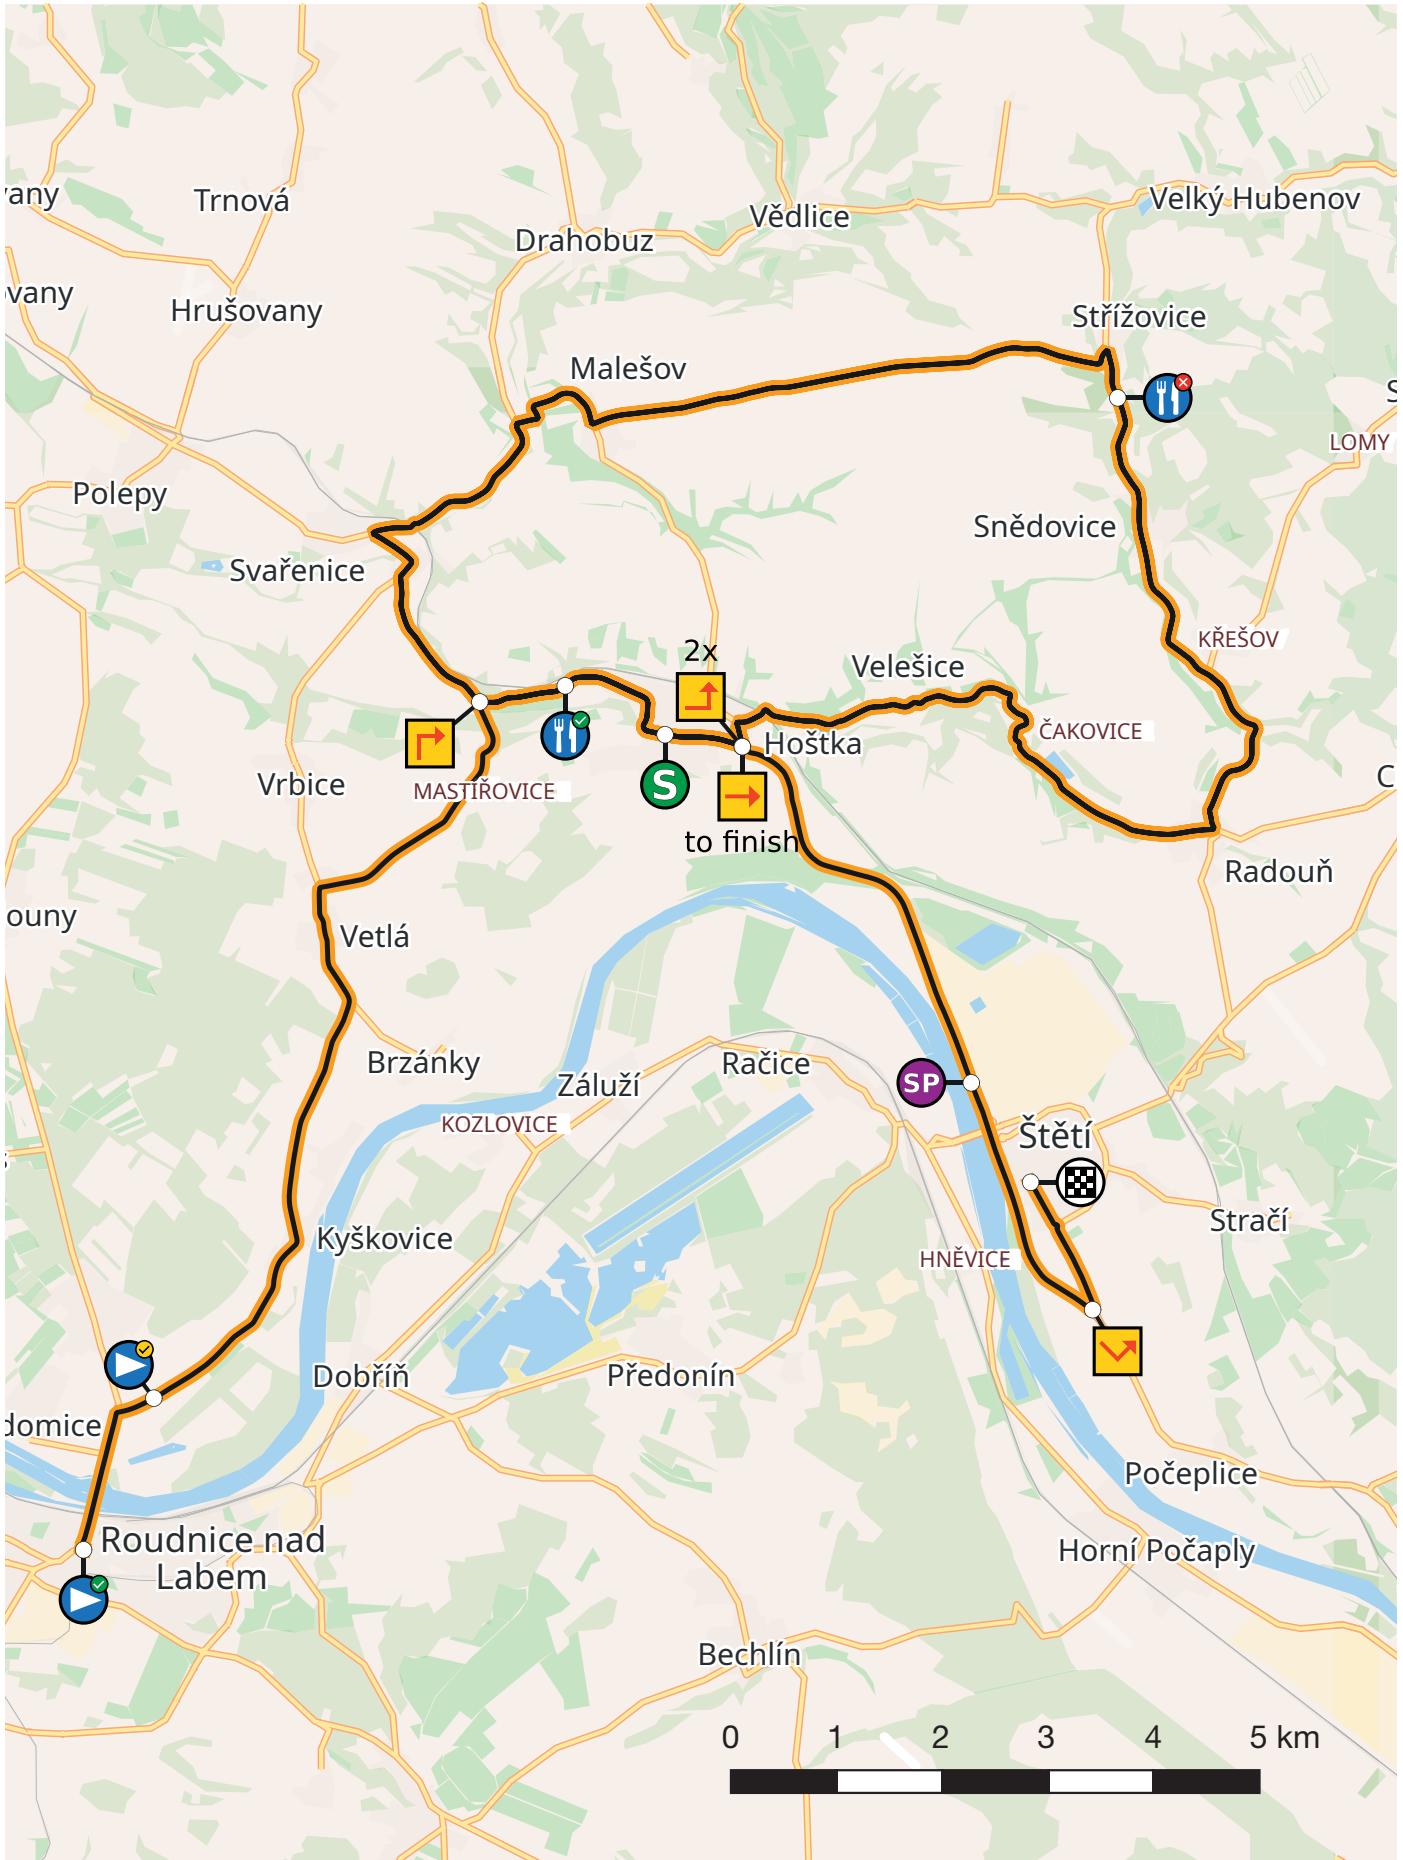 Trnová
Velký Hubenov
Vědlice
Drahobuz
Hrušovany
Střížovice
Malešov
LOMY
Polepy
Snědovice
Svařenice
KŘEŠOV
2x
Velešice
ČAKOVICE
Hoštka
Vrbice
MASTÍŘOVICE
S
to finish
Radouň
Vetlá
Brzánky
Račice
Záluží
SP
KOZLOVICE
Štětí
Stračí
Kyškovice
HNĚVICE
Dobříň
Předonín
domice
Počeplice
Roudnice nad
Labem
Horní Počaply
Bechlín
0 1 2 3 4 5 km